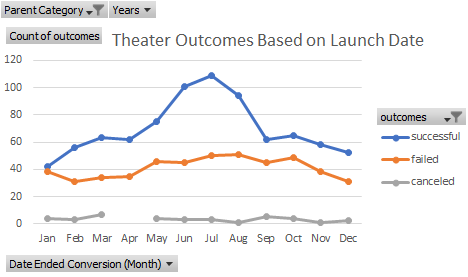 Parent Category Years
Count of outcomes
Theater Outcomes Based on Launch Date
120
100
80
60
40
20
0
Jan Feb Mar Apr May Jun Jul Aug Sep Oct Nov Dec
outcomes
successful
failed
canceled
Date Ended Conversion (Month)